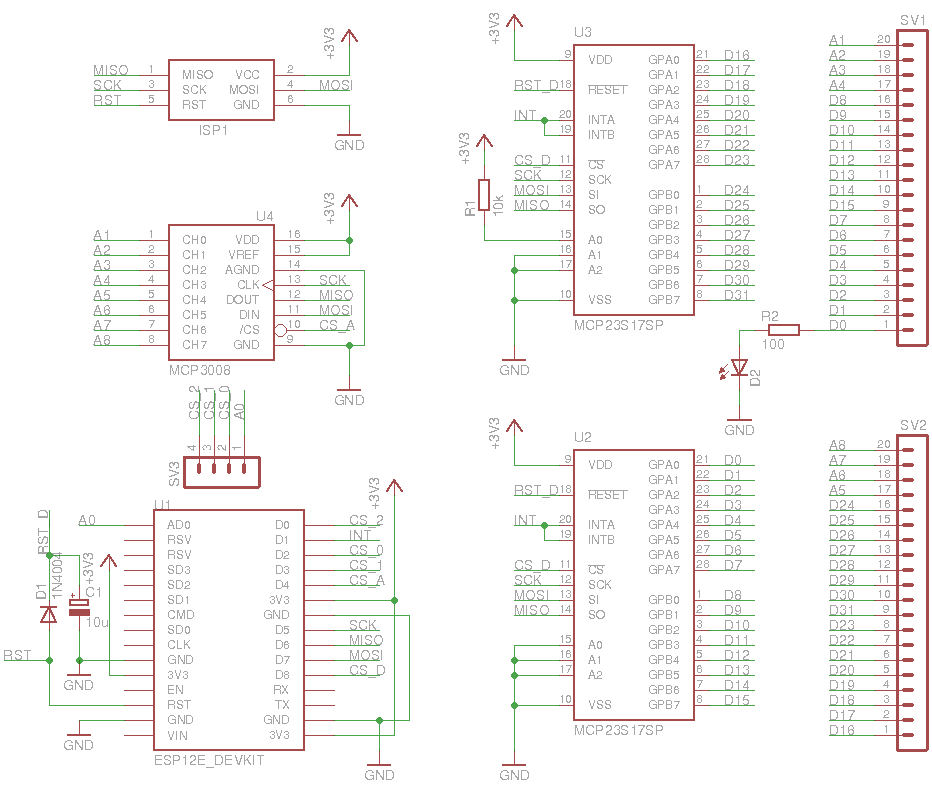 +3V3
MISO 1 MISO VCC 2
SCK 3 SCK MOSI 4 MOSI
RST 5 RST GND 6
ISP1
GND
+3V3
U4
A1 1 CH0 VDD 16
A2 2 CH1 VREF 15
A3 3 CH2 AGND 14
A4 4 CH3 CLK 13 SCK
A5 5 CH4 DOUT 12 MISO
A6 6 CH5 DIN 11 MOSI
A7 7 CH6 /CS 10 CS_A
A8 8 CH7 GND 9
MCP3008
GND
CS_2 CS_1 CS_0 A0
4 3 2 1
SV3
+3V3
U1
A0 AD0 D0 CS_2
RSV D1 INT
RSV D2 CS_0
SD3 D3 CS_1
SD2 D4 CS_A
SD1 3V3
CMD GND
SD0 D5 SCK
CLK D6 MISO
GND D7 MOSI
3V3 D8 CS_D
EN RX
RST TX
GND GND
VIN 3V3
ESP12E_DEVKIT
RST_D
D1
1N4004
+3V3
C1
+
10u
RST
GND
GND
GND
+3V3
U3
9 VDD GPA0 21 D16
GPA1 22 D17
RST_D 18 RESET GPA2 23 D18
GPA3 24 D19
INT 20 INTA GPA4 25 D20
19 INTB GPA5 26 D21
GPA6 27 D22
CS_D 11 CS GPA7 28 D23
SCK 12 SCK
MOSI 13 SI GPB0 1 D24
MISO 14 SO GPB1 2 D25
GPB2 3 D26
15 A0 GPB3 4 D27
16 A1 GPB4 5 D28
17 A2 GPB5 6 D29
GPB6 7 D30
10 VSS GPB7 8 D31
MCP23S17SP
+3V3
R1
10k
GND
R2
100
D2
GND
SV1
A1 20
A2 19
A3 18
A4 17
D8 16
D9 15
D10 14
D11 13
D12 12
D13 11
D14 10
D15 9
D7 8
D6 7
D5 6
D4 5
D3 4
D2 3
D1 2
D0 1
+3V3
U2
9 VDD GPA0 21 D0
GPA1 22 D1
RST_D 18 RESET GPA2 23 D2
GPA3 24 D3
INT 20 INTA GPA4 25 D4
19 INTB GPA5 26 D5
GPA6 27 D6
CS_D 11 CS GPA7 28 D7
SCK 12 SCK
MOSI 13 SI GPB0 1 D8
MISO 14 SO GPB1 2 D9
GPB2 3 D10
15 A0 GPB3 4 D11
16 A1 GPB4 5 D12
17 A2 GPB5 6 D13
GPB6 7 D14
10 VSS GPB7 8 D15
MCP23S17SP
GND
SV2
A8 20
A7 19
A6 18
A5 17
D24 16
D25 15
D26 14
D27 13
D28 12
D29 11
D30 10
D31 9
D23 8
D22 7
D21 6
D20 5
D19 4
D18 3
D17 2
D16 1